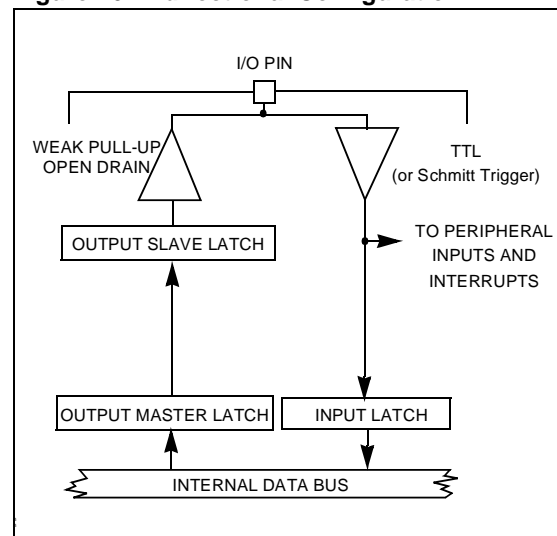 I/O PIN
WEAK PULL-UP
OPEN DRAIN
TTL
(or Schmitt Trigger)
OUTPUT SLAVE LATCH
TO PERIPHERAL
INPUTS AND
INTERRUPTS
OUTPUT MASTER LATCH
INPUT LATCH
INTERNAL DATA BUS